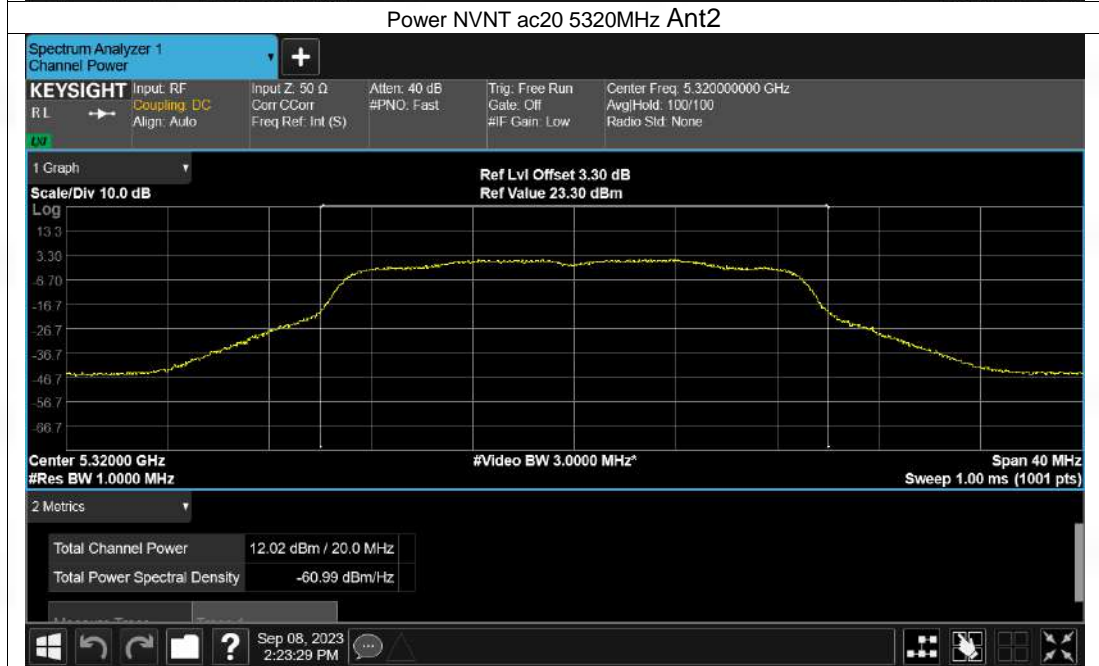 Power NVNT ac20 5320MHz Ant2
Spectrum Analyzer 1
Channel Power
KEYSIGHT
R L
LXI
Input: RF
Coupling: DC
Align: Auto
Input Z: 50 Ω
Corr CCorr
Freq Ref: Int (S)
Atten: 40 dB
#PNO: Fast
Trig: Free Run
Gate: Off
#IF Gain: Low
Center Freq: 5.320000000 GHz
Avg|Hold: 100/100
Radio Std: None
1 Graph
Scale/Div 10.0 dB
Ref Lvl Offset 3.30 dB
Ref Value 23.30 dBm
Log
13.3
3.30
-6.70
-16.7
-26.7
-36.7
-46.7
-56.7
-66.7
Center 5.32000 GHz
#Res BW 1.0000 MHz
#Video BW 3.0000 MHz*
Span 40 MHz
Sweep 1.00 ms (1001 pts)
2 Metrics
Total Channel Power 12.02 dBm / 20.0 MHz
Total Power Spectral Density -60.99 dBm/Hz
?
Sep 08, 2023
2:23:29 PM